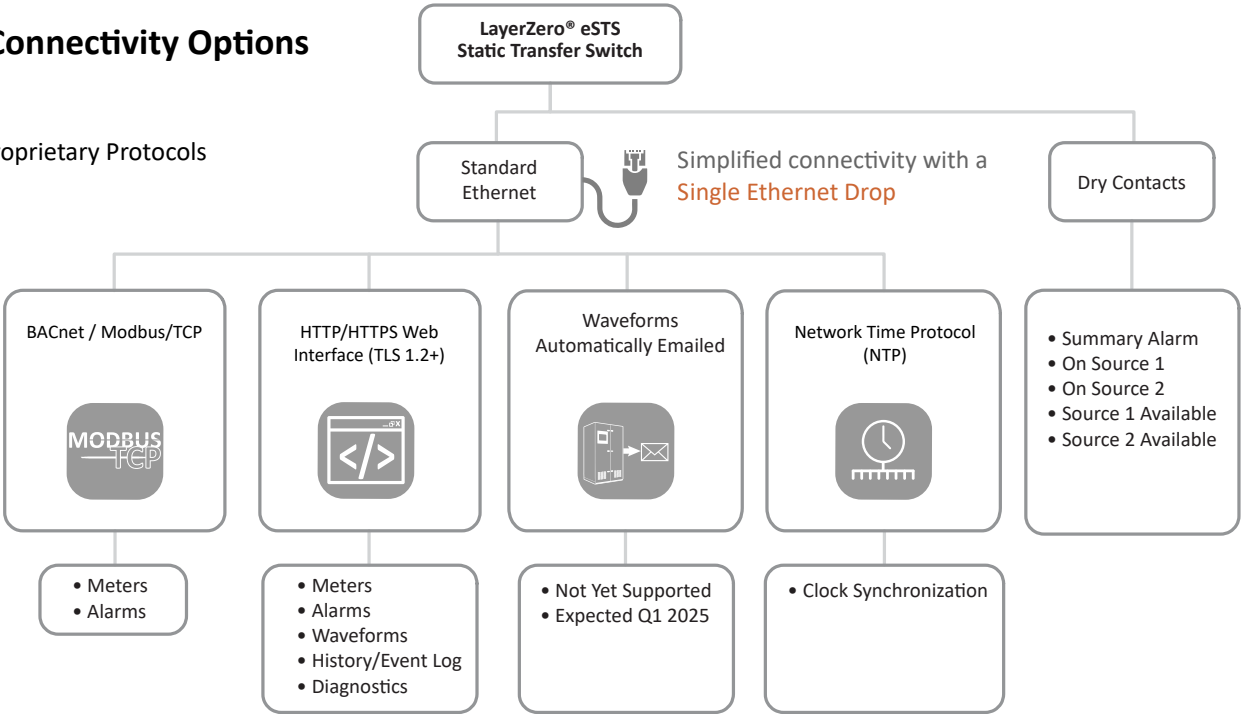 Connectivity Options
LayerZero® eSTS
Static Transfer Switch
roprietary Protocols
Standard
Ethernet
Simplified connectivity with a
Single Ethernet Drop
Dry Contacts
BACnet / Modbus/TCP
MODBUS
TCP
HTTP/HTTPS Web
Interface (TLS 1.2+)
</>
Waveforms
Automatically Emailed
Network Time Protocol
(NTP)
• Summary Alarm
• On Source 1
• On Source 2
• Source 1 Available
• Source 2 Available
• Meters
• Alarms
• Meters
• Alarms
• Waveforms
• History/Event Log
• Diagnostics
• Not Yet Supported
• Expected Q1 2025
• Clock Synchronization